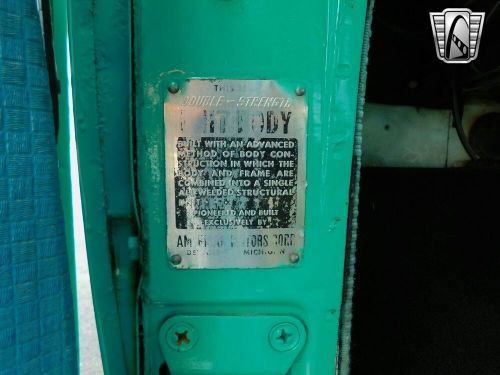 THIS
DOUBLE-STRENGTH
BODY
BUILT WITH AN ADVANCED
METHOD OF BODY CON-
STRUCTION IN WHICH THE
BODY AND FRAME, ARE
COMBINED INTO A SINGLE
ALL-WELDED STRUCTURAL
PIONEERED AND BUILT
EXCLUSIVELY BY
MOTORS CORP.
MICHIGAN